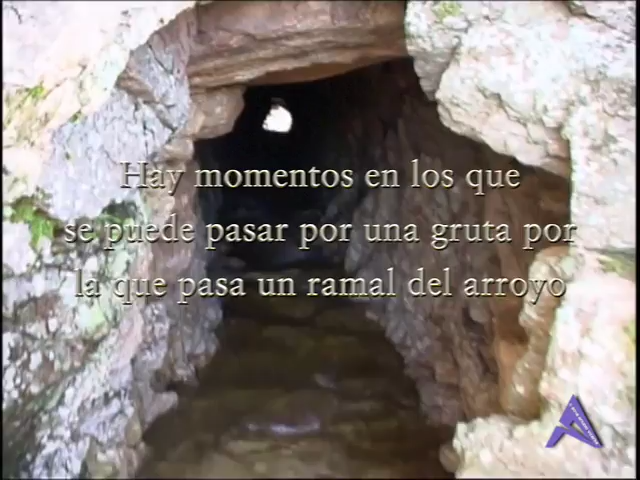 Hay momentos en los que
se puede pasar por una gruta por
la que pasa un ramal del arroyo